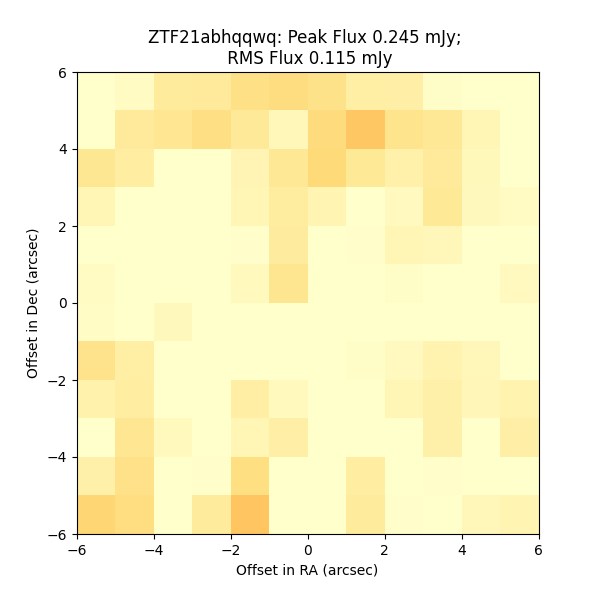 ZTF21abhqqwq: Peak Flux 0.245 mJy;
RMS Flux 0.115 mJy
6
4
2
0
−2
−4
−6
Offset in Dec (arcsec)
−6 −4 −2 0 2 4 6
Offset in RA (arcsec)